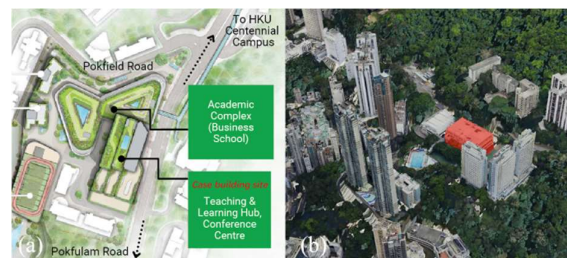 To HKU
Centennial
Campus
Pokfield Road
Academic
Complex
(Business
School)
Case building site
Teaching &
Learning Hub,
Conference
Centre
(a)
Pokfulam Road
(b)